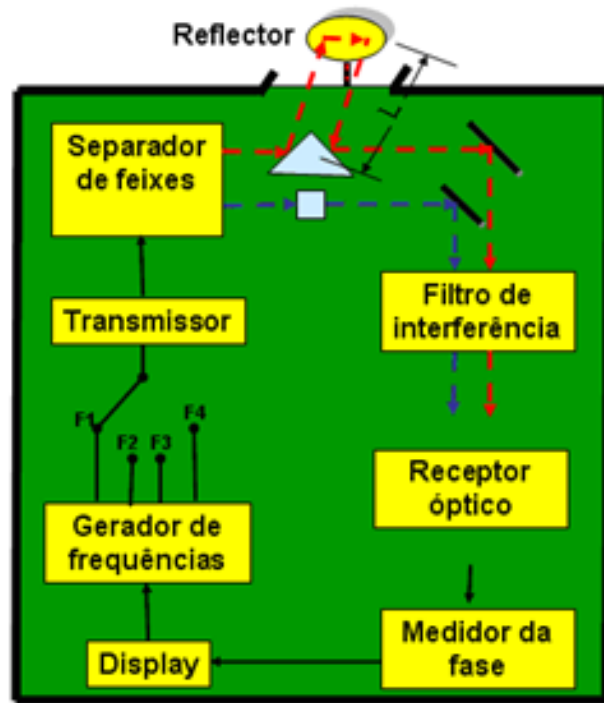 Reflector
L
Separador
de feixes
Transmissor
F1
F2
F3
F4
Gerador de
frequências
Display
Filtro de
interferência
Receptor
óptico
Medidor da
fase